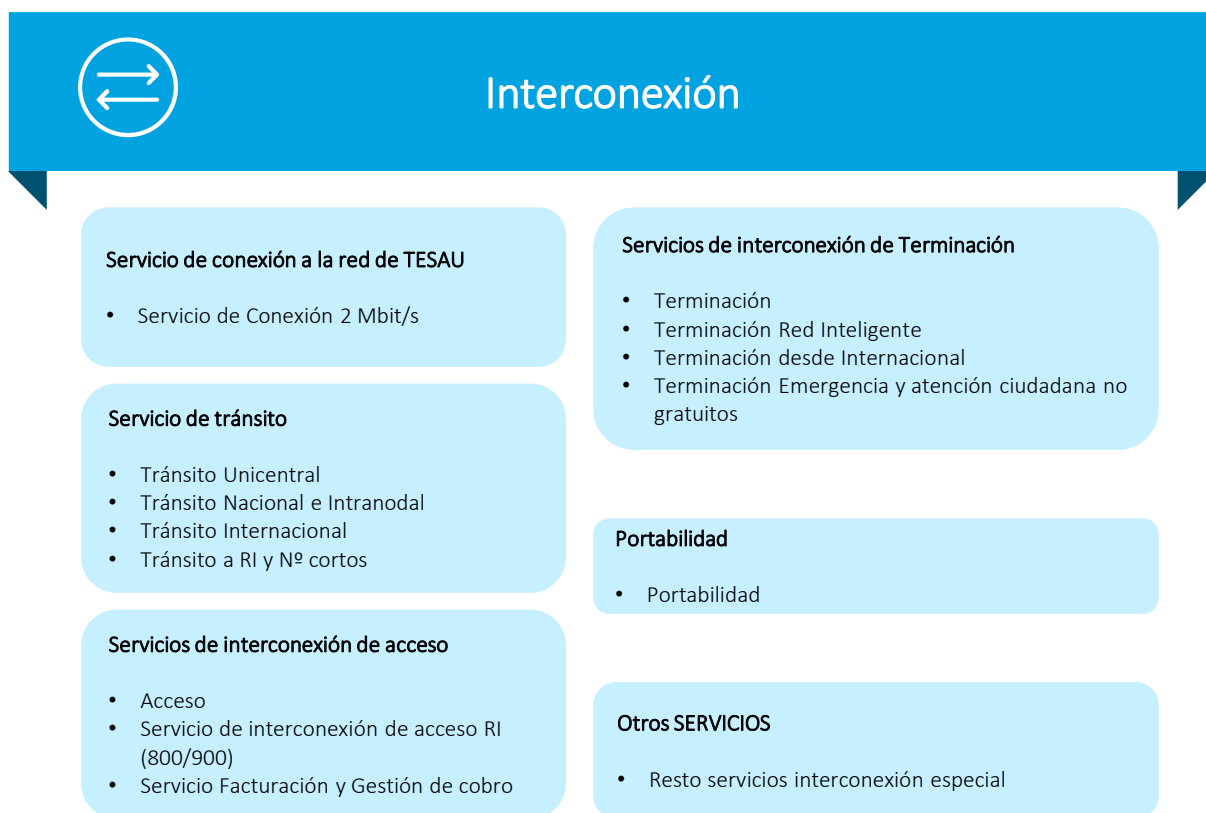 Interconexión
Servicio de conexión a la red de TESAU
• Servicio de Conexión 2 Mbit/s
Servicio de tránsito
• Tránsito Unicentral
• Tránsito Nacional e Intranodal
• Tránsito Internacional
• Tránsito a RI y Nº cortos
Servicios de interconexión de acceso
• Acceso
• Servicio de interconexión de acceso RI
(800/900)
• Servicio Facturación y Gestión de cobro
Servicios de interconexión de Terminación
• Terminación
• Terminación Red Inteligente
• Terminación desde Internacional
• Terminación Emergencia y atención ciudadana no
gratuitos
Portabilidad
• Portabilidad
Otros SERVICIOS
• Resto servicios interconexión especial